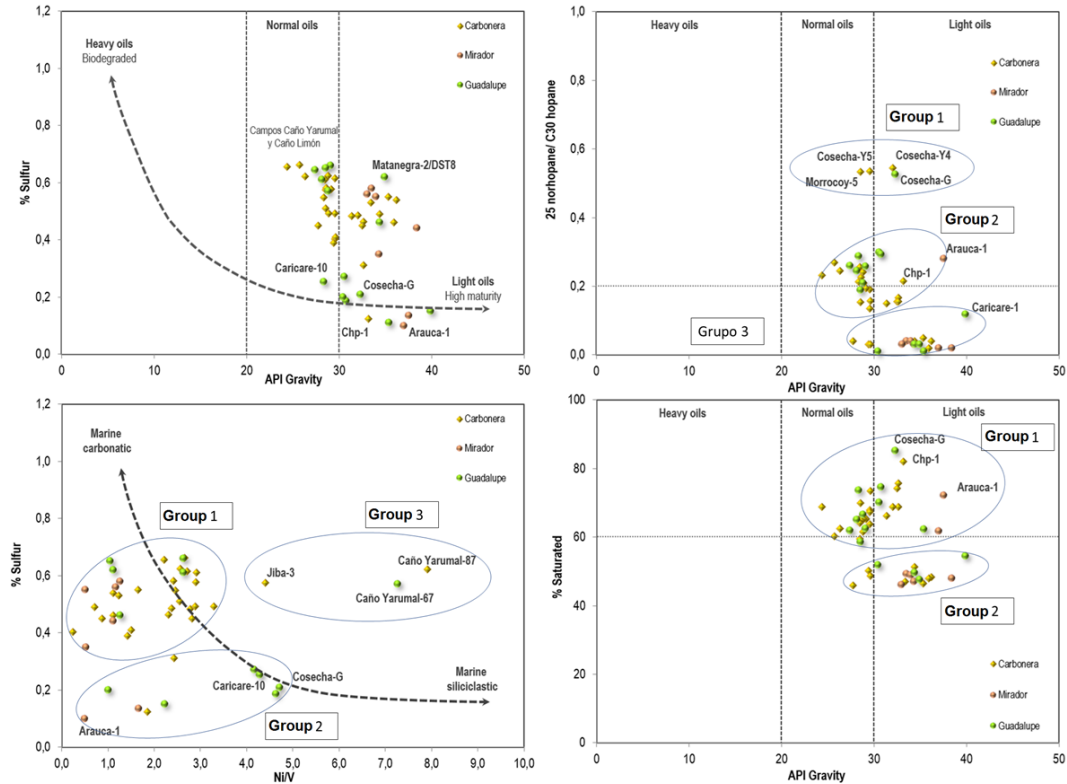 1,2
1,0
0,8
0,6
0,4
0,2
0,0
% Sulfur
Normal oils
Heavy oils
Biodegraded
Carbonera
Mirador
Guadalupe
Campos Caño Yarumal
y Caño Limón
Matanegra-2/DST8
Caricare-10
Cosecha-G
Light oils
High maturity
Chp-1
Arauca-1
0
10
20
30
40
50
API Gravity
1,0
0,8
0,6
0,4
0,2
0,0
25 norhopane/ C30 hopane
Heavy oils
Normal oils
Light oils
Carbonera
Mirador
Guadalupe
Group 1
Cosecha-Y5
Cosecha-Y4
Morrocoy-5
Cosecha-G
Group 2
Arauca-1
Chp-1
Caricare-1
Grupo 3
0
10
20
30
40
50
API Gravity
1,2
1,0
0,8
0,6
0,4
0,2
0,0
% Sulfur
Marine
carbonatic
Carbonera
Mirador
Guadalupe
Group 1
Group 3
Jiba-3
Caño Yarumal-87
Caño Yarumal-67
Caricare-10
Cosecha-G
Marine
siliciclastic
Arauca-1
Group 2
0,0
1,0
2,0
3,0
4,0
5,0
6,0
7,0
8,0
9,0
10,0
Ni/V
100
80
60
40
20
0
% Saturated
Heavy oils
Normal oils
Light oils
Cosecha-G
Group 1
Chp-1
Arauca-1
Group 2
Carbonera
Mirador
Guadalupe
0
10
20
30
40
50
API Gravity